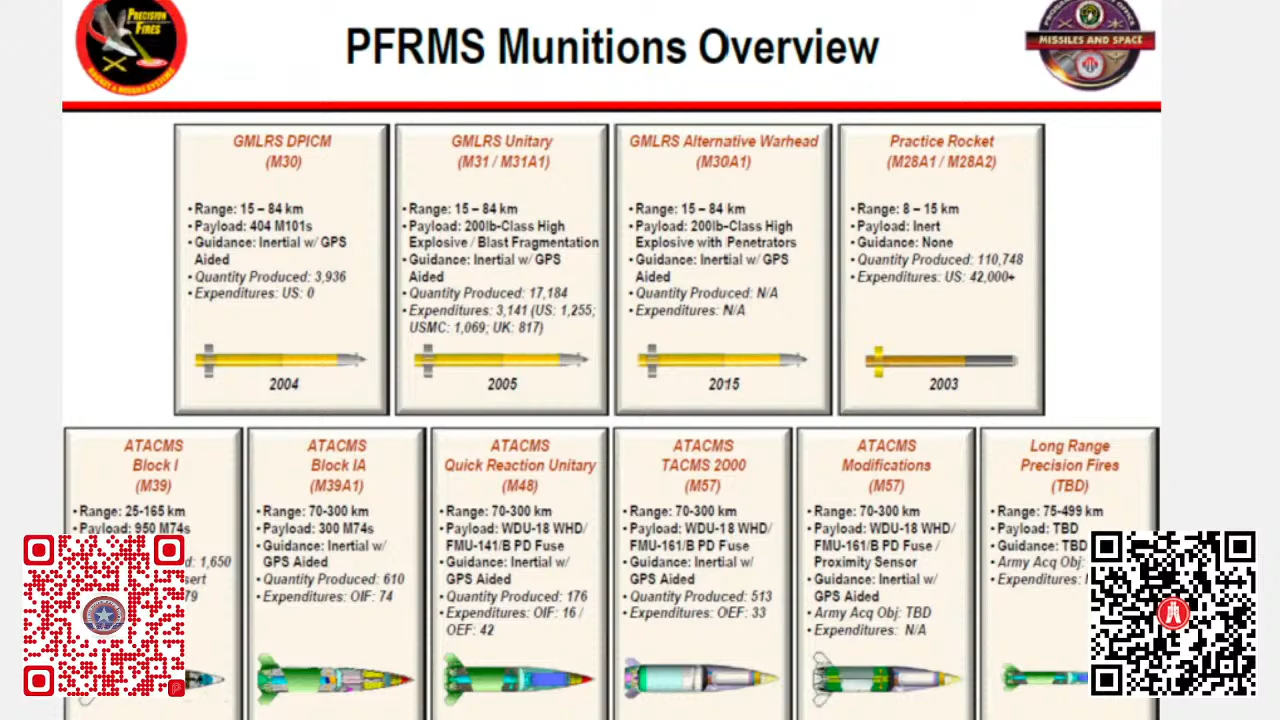 PRECISION
FIRES
PFRMS Munitions Overview
MISSILES AND SPACE
GMLRS DPICM
(M30)
• Range: 15 – 84 km
• Payload: 404 M101s
• Guidance: Inertial w/ GPS
Aided
• Quantity Produced: 3,936
• Expenditures: US: 0
2004
GMLRS Unitary
(M31 / M31A1)
• Range: 15 – 84 km
• Payload: 200lb-Class High
Explosive / Blast Fragmentation
• Guidance: Inertial w/ GPS
Aided
• Quantity Produced: 17,184
• Expenditures: 3,141 (US: 1,255;
USMC: 1,069; UK: 817)
2005
GMLRS Alternative Warhead
(M30A1)
• Range: 15 – 84 km
• Payload: 200lb-Class High
Explosive with Penetrators
• Guidance: Inertial w/ GPS
Aided
• Quantity Produced: N/A
• Expenditures: N/A
2015
Practice Rocket
(M28A1 / M28A2)
• Range: 8 – 15 km
• Payload: Inert
• Guidance: None
• Quantity Produced: 110,748
• Expenditures: US: 42,000+
2003
ATACMS
Block I
(M39)
• Range: 25-165 km
• Payload: 950 M74s
d: 1,650
sert
79
ATACMS
Block IA
(M39A1)
• Range: 70-300 km
• Payload: 300 M74s
• Guidance: Inertial w/
GPS Aided
• Quantity Produced: 610
• Expenditures: OIF: 74
ATACMS
Quick Reaction Unitary
(M48)
• Range: 70-300 km
• Payload: WDU-18 WHD/
FMU-141/B PD Fuse
• Guidance: Inertial w/
GPS Aided
• Quantity Produced: 176
• Expenditures: OIF: 16 /
OEF: 42
ATACMS
TACMS 2000
(M57)
• Range: 70-300 km
• Payload: WDU-18 WHD/
FMU-161/B PD Fuse
• Guidance: Inertial w/
GPS Aided
• Quantity Produced: 513
• Expenditures: OEF: 33
ATACMS
Modifications
(M57)
• Range: 70-300 km
• Payload: WDU-18 WHD/
FMU-161/B PD Fuse /
Proximity Sensor
• Guidance: Inertial w/
GPS Aided
• Army Acq Obj: TBD
• Expenditures: N/A
Long Range
Precision Fires
(TBD)
• Range: 75-499 km
• Payload: TBD
• Guidance: TBD
• Army Acq Obj:
• Expenditures: